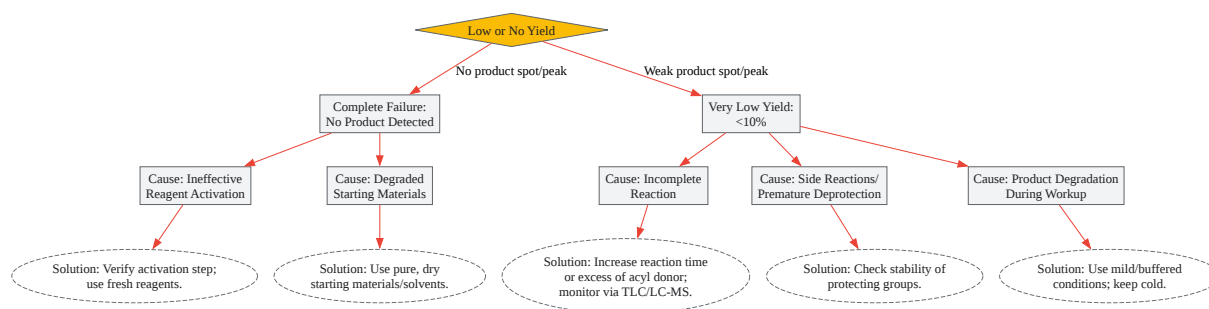 Low or No Yield
No product spot/peak
Weak product spot/peak
Complete Failure:
No Product Detected
Very Low Yield:
<10%
Cause: Ineffective
Reagent Activation
Cause: Degraded
Starting Materials
Cause: Incomplete
Reaction
Cause: Side Reactions/
Premature Deprotection
Cause: Product Degradation
During Workup
Solution: Verify activation step;
use fresh reagents.
Solution: Use pure, dry
starting materials/solvents.
Solution: Increase reaction time
or excess of acyl donor;
monitor via TLC/LC-MS.
Solution: Check stability of
protecting groups.
Solution: Use mild/buffered
conditions; keep cold.